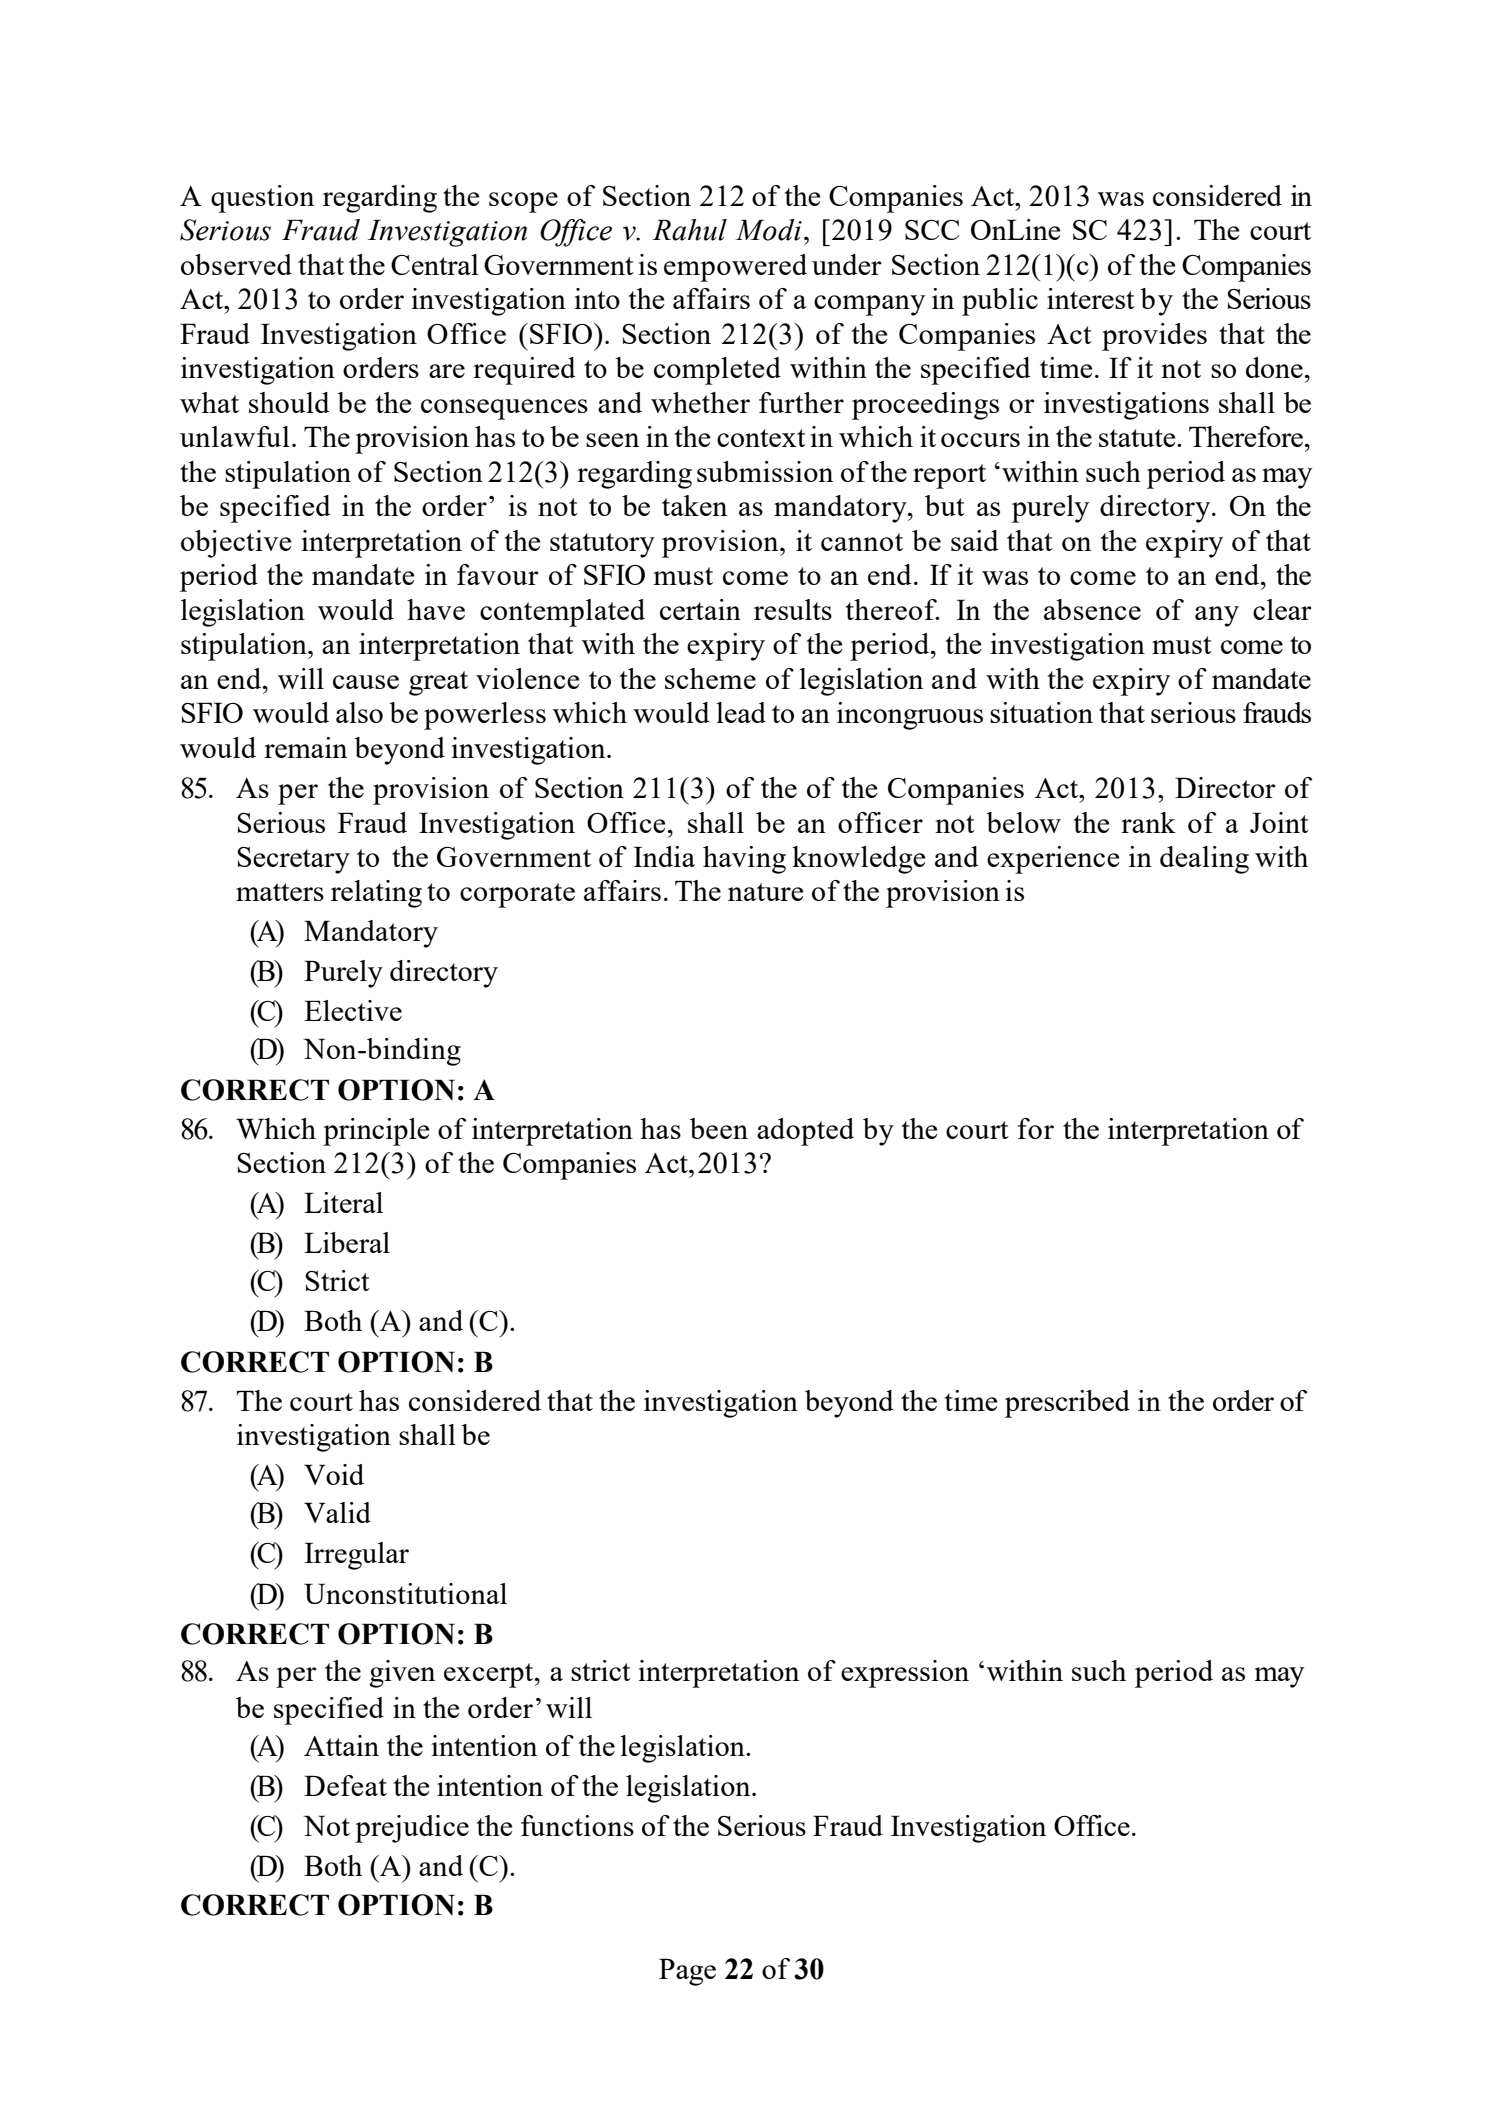 A question regarding the scope of Section 212 of the Companies Act, 2013 was considered in
Serious Fraud Investigation Office v. Rahul Modi, [2019 SCC OnLine SC 423]. The court
observed that the Central Government is empowered under Section 212(1)(c) of the Companies
Act, 2013 to order investigation into the affairs of a company in public interest by the Serious
Fraud Investigation Office (SFIO). Section 212(3) of the Companies Act provides that the
investigation orders are required to be completed within the specified time. If it not so done,
what should be the consequences and whether further proceedings or investigations shall be
unlawful. The provision has to be seen in the context in which it occurs in the statute. Therefore,
the stipulation of Section 212(3) regarding submission of the report ‘within such period as may
be specified in the order’ is not to be taken as mandatory, but as purely directory. On the
objective interpretation of the statutory provision, it cannot be said that on the expiry of that
period the mandate in favour of SFIO must come to an end. If it was to come to an end, the
legislation would have contemplated certain results thereof. In the absence of any clear
stipulation, an interpretation that with the expiry of the period, the investigation must come to
an end, will cause great violence to the scheme of legislation and with the expiry of mandate
SFIO would also be powerless which would lead to an incongruous situation that serious frauds
would remain beyond investigation.
85. As per the provision of Section 211(3) of the of the Companies Act, 2013, Director of
Serious Fraud Investigation Office, shall be an officer not below the rank of a Joint
Secretary to the Government of India having knowledge and experience in dealing with
matters relating to corporate affairs. The nature of the provision is
(A) Mandatory
(B) Purely directory
(C) Elective
(D) Non-binding
CORRECT OPTION: A
86. Which principle of interpretation has been adopted by the court for the interpretation of
Section 212(3) of the Companies Act,2013?
(A) Literal
(B) Liberal
(C) Strict
(D) Both (A) and (C).
CORRECT OPTION: B
87. The court has considered that the investigation beyond the time prescribed in the order of
investigation shall be
(A) Void
(B) Valid
(C) Irregular
(D) Unconstitutional
CORRECT OPTION: B
88. As per the given excerpt, a strict interpretation of expression ‘within such period as may
be specified in the order’ will
(A) Attain the intention of the legislation.
(B) Defeat the intention of the legislation.
(C) Not prejudice the functions of the Serious Fraud Investigation Office.
(D) Both (A) and (C).
CORRECT OPTION: B
Page 22 of 30